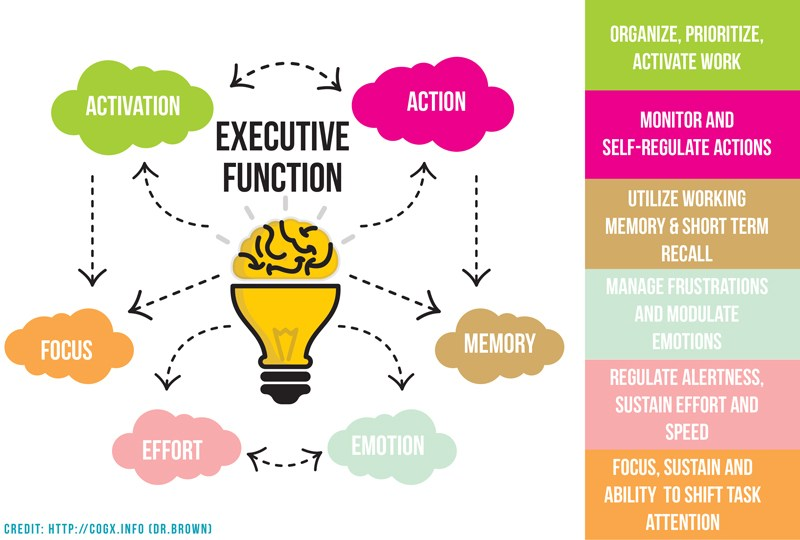 ACTIVATION
ACTION
EXECUTIVE
FUNCTION
FOCUS
MEMORY
EFFORT
EMOTION
CREDIT: HTTP://COGX.INFO (DR.BROWN)
ORGANIZE, PRIORITIZE,
ACTIVATE WORK
MONITOR AND
SELF-REGULATE ACTIONS
UTILIZE WORKING
MEMORY & SHORT TERM
RECALL
MANAGE FRUSTRATIONS
AND MODULATE
EMOTIONS
REGULATE ALERTNESS,
SUSTAIN EFFORT AND
SPEED
FOCUS, SUSTAIN AND
ABILITY TO SHIFT TASK
ATTENTION